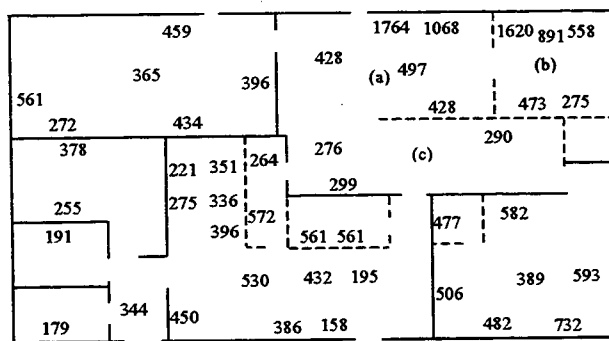 459 1764 1068 1620 891 558
428 (a) 497 (b)
365 396
561 428 473 275
272 434
378 264 276 (c) 290
221 351
275 336 299
255 572 477 582
191 396 561 561
530 432 195 389 593
344 506
179 450 386 158 482 732